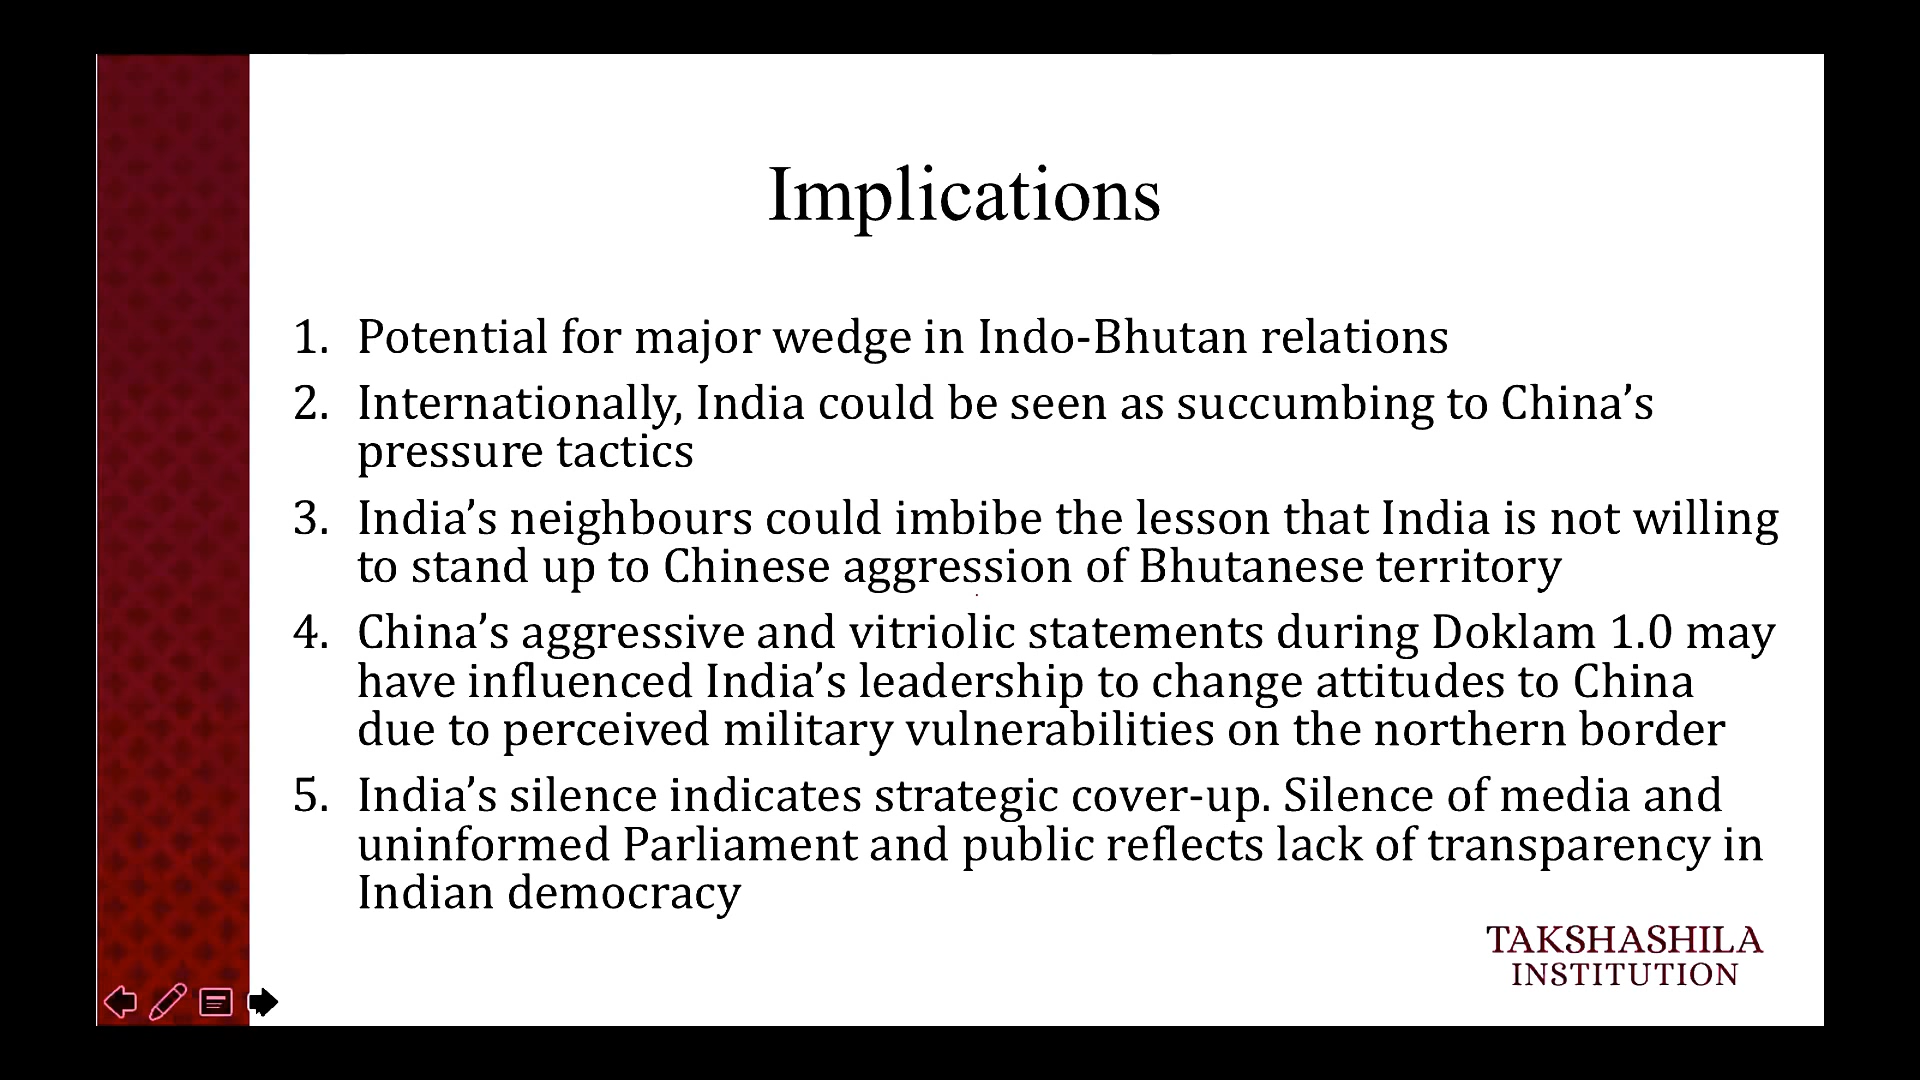 Implications
1. Potential for major wedge in Indo-Bhutan relations
2. Internationally, India could be seen as succumbing to China’s
pressure tactics
3. India’s neighbours could imbibe the lesson that India is not willing
to stand up to Chinese aggression of Bhutanese territory
4. China’s aggressive and vitriolic statements during Doklam 1.0 may
have influenced India’s leadership to change attitudes to China
due to perceived military vulnerabilities on the northern border
5. India’s silence indicates strategic cover-up. Silence of media and
uninformed Parliament and public reflects lack of transparency in
Indian democracy
TAKSHASHILA
INSTITUTION